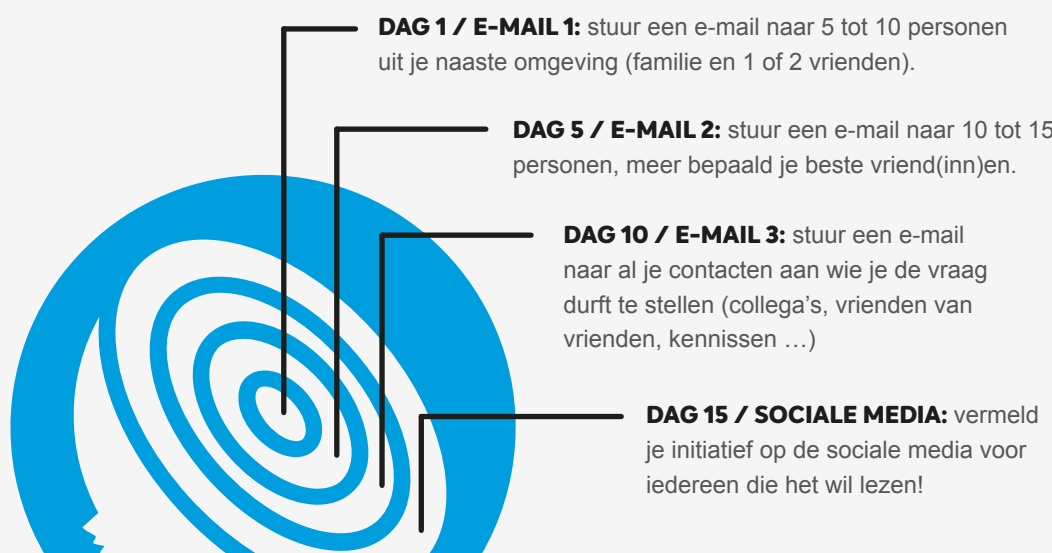 DAG 1 / E-MAIL 1: stuur een e-mail naar 5 tot 10 personen
uit je naaste omgeving (familie en 1 of 2 vrienden).
DAG 5 / E-MAIL 2: stuur een e-mail naar 10 tot 15
personen, meer bepaald je beste vriend(inn)en.
DAG 10 / E-MAIL 3: stuur een e-mail
naar al je contacten aan wie je de vraag
durft te stellen (collega's, vrienden van
vrienden, kennissen …)
DAG 15 / SOCIALE MEDIA: vermeld
je initiatief op de sociale media voor
iedereen die het wil lezen!